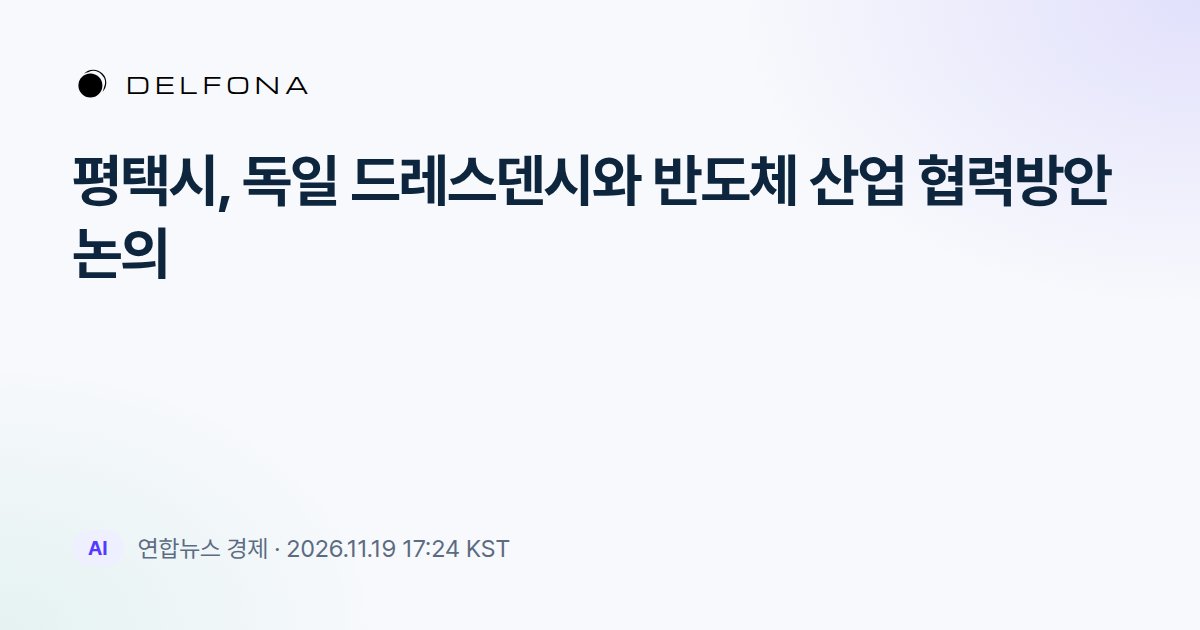 DELFONA
평택시, 독일 드레스덴시와 반도체 산업 협력방안
논의
AI 연합뉴스 경제 · 2026.11.19 17:24 KST